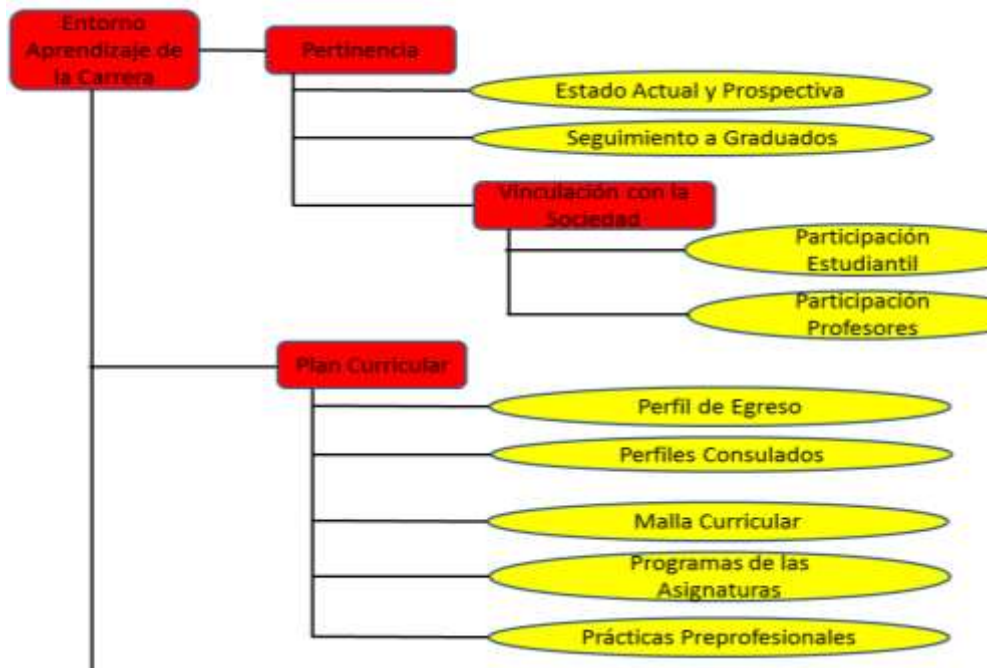 Entorno
Aprendizaje de
la Carrera
Pertinencia
Estado Actual y Prospectiva
Seguimiento a Graduados
Vinculación con la
Sociedad
Participación
Estudiantil
Participación
Profesores
Plan Curricular
Perfil de Egreso
Perfiles Consulados
Malla Curricular
Programas de las
Asignaturas
Prácticas Preprofesionales